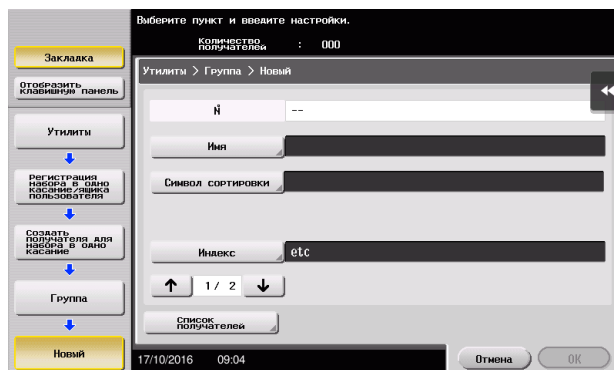 Выберите пункт и введите настройки.
Количество
получателей : 000
Закладка
Отобразить
клавишную панель
Утилиты > Группа > Новый
№ --
Утилиты
Имя
Регистрация
набора в одно
касание/ящика
пользователя
Символ сортировки
Создать
получателя для
набора в одно
касание
Индекс etc
1/ 2
Группа
Список
получателей
Новый
17/10/2016 09:04
Отмена
OK